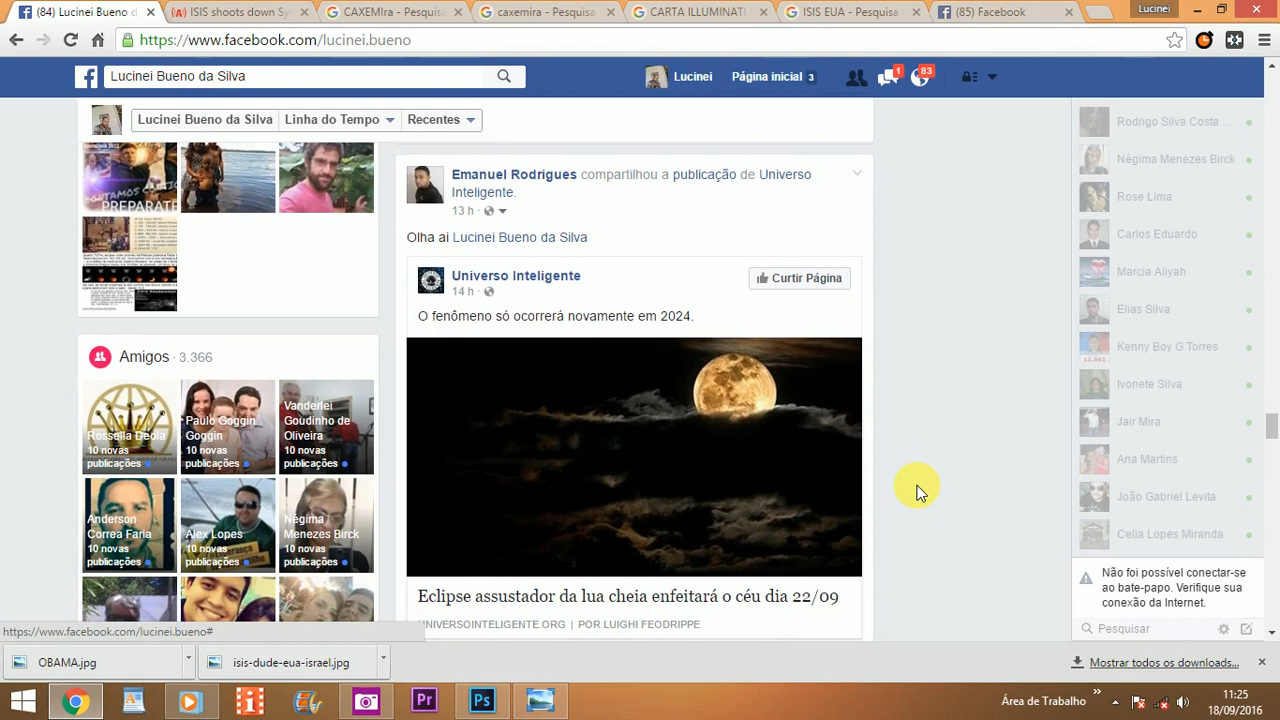 (84) Lucinei Bueno d
ISIS shoots down Sy
CAXEMIra - Pesquisa
caxemira - Pesquisa
CARTA ILLUMINATI
ISIS EUA - Pesquisa
(85) Facebook
Lucinei
https://www.facebook.com/lucinei.bueno
Lucinei Bueno da Silva
Lucinei
Página inicial 3
1
83
Lucinei Bueno da Silva
Linha do Tempo
Recentes
CONTAMOS
PREPARATE
Emanuel Rodrigues compartilhou a publicação de Universo
Inteligente.
13 h ·
Olha ai Lucinei Bueno da Silva
Universo Inteligente
14 h ·
Curtir Página
O fenômeno só ocorrerá novamente em 2024.
Eclipse assustador da lua cheia enfeitará o céu dia 22/09
UNIVERSOINTELIGENTE.ORG | POR LUIGHI FEODRIPPE
Amigos · 3.366
Rossella Deola
10 novas
publicações
Paulo Goggin
Goggin
10 novas
publicações
Vanderlei
Goudinho de
Oliveira
10 novas
publicações
Anderson
Correa Faria
10 novas
publicações
Alex Lopes
10 novas
publicações
Négima
Menezes Birck
10 novas
publicações
Rodrigo Silva Costa ...
Négima Menezes Birck
Rose Lima
Carlos Eduardo
Marcia Aliyah
Elias Silva
Kenny Boy G Torres
Ivonete Silva
Jair Mira
Ana Martins
João Gabriel Levita
Celia Lopes Miranda
Não foi possível conectar-se
ao bate-papo. Verifique sua
conexão da Internet.
Pesquisar
https://www.facebook.com/lucinei.bueno#
OBAMA.jpg
isis-dude-eua-israel.jpg
Mostrar todos os downloads...
Pr
Ps
Área de Trabalho
11:25
18/09/2016